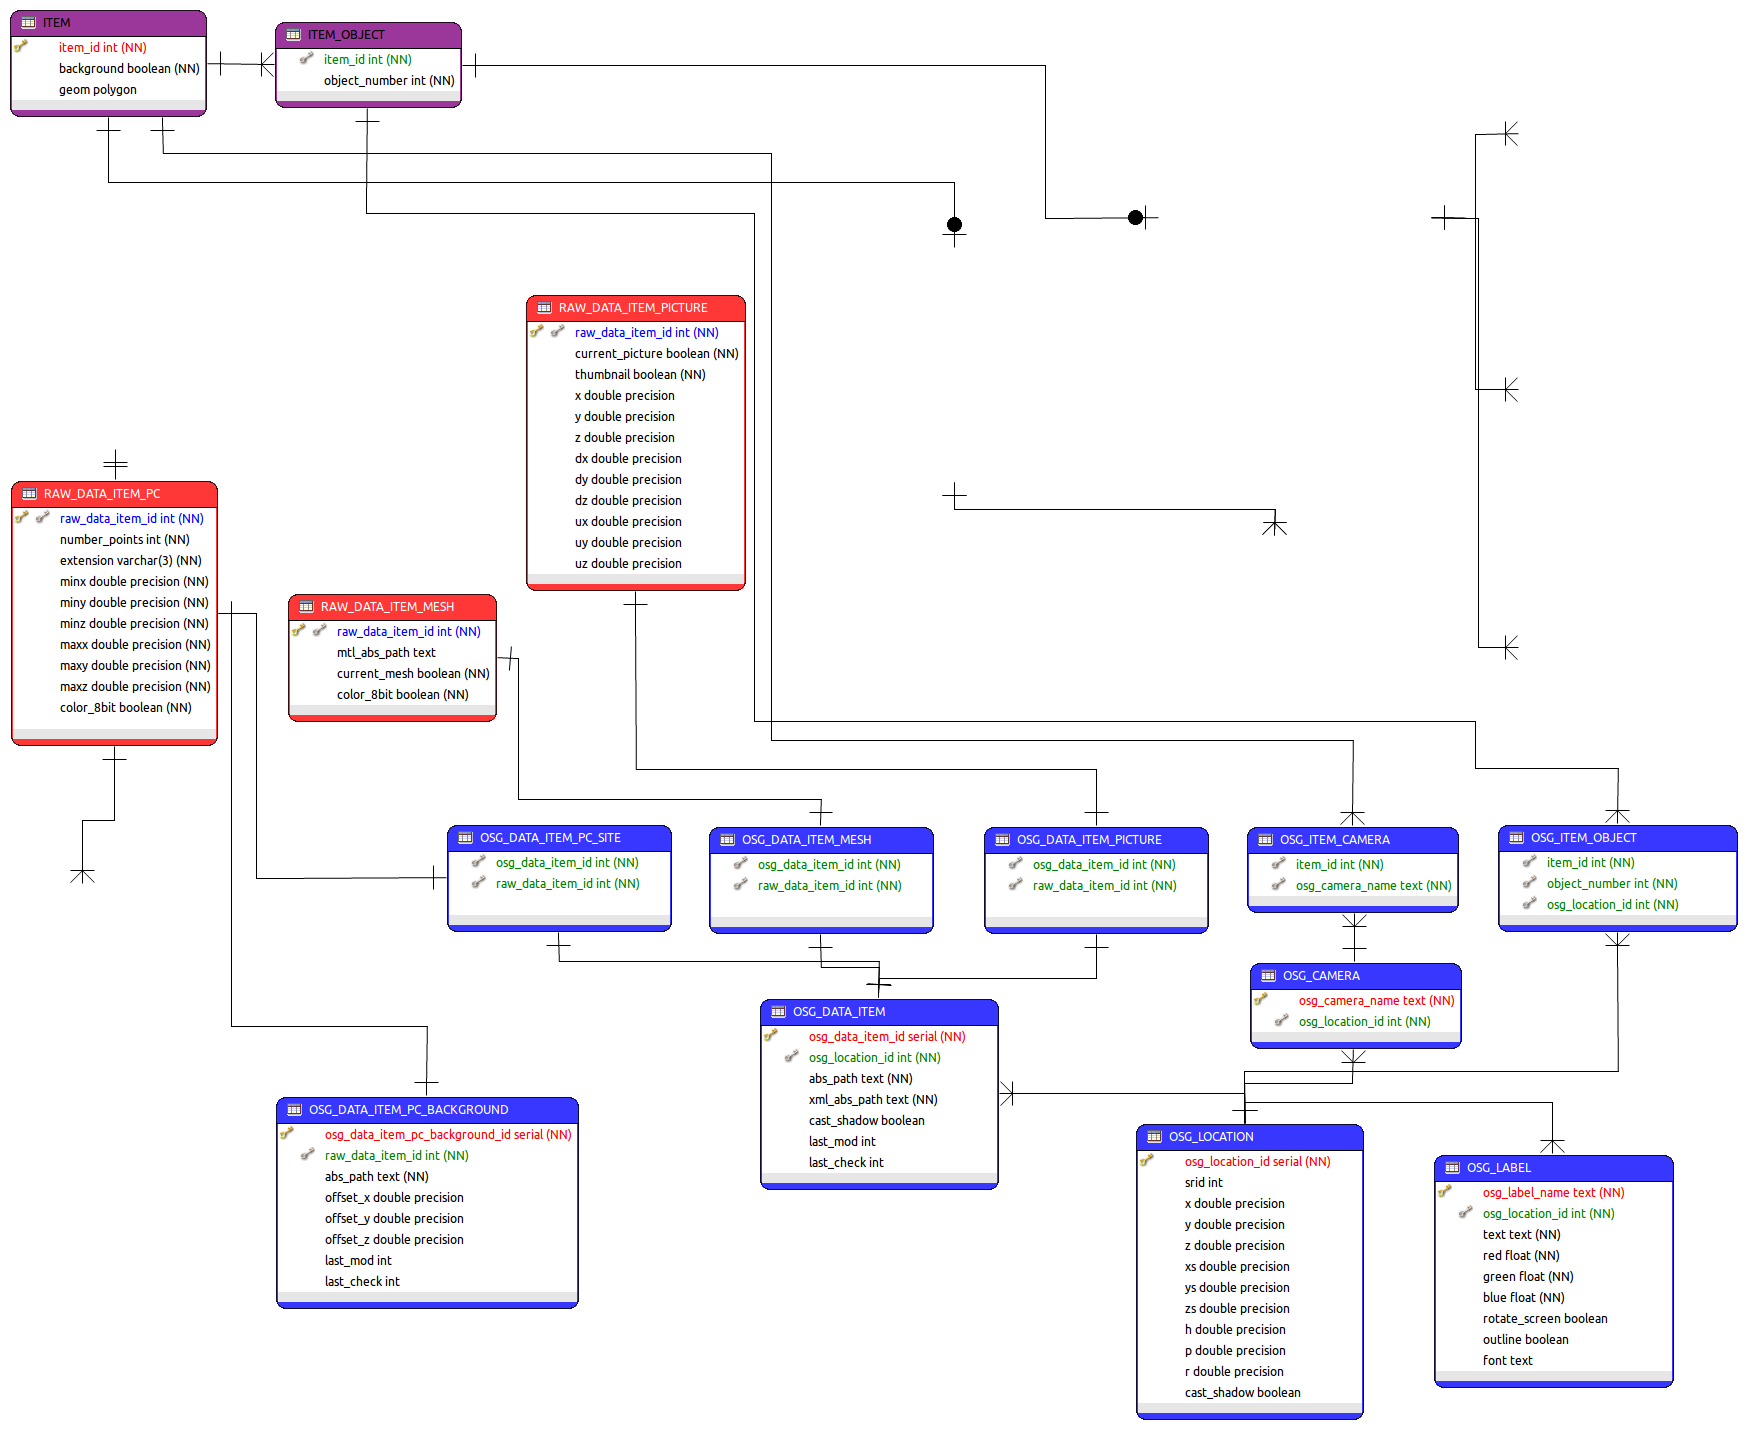 ITEM
item_id int (NN)
background boolean (NN)
geom polygon
ITEM_OBJECT
item_id int (NN)
object_number int (NN)
RAW_DATA_ITEM_PICTURE
raw_data_item_id int (NN)
current_picture boolean (NN)
thumbnail boolean (NN)
x double precision
y double precision
z double precision
dx double precision
dy double precision
dz double precision
ux double precision
uy double precision
uz double precision
RAW_DATA_ITEM_PC
raw_data_item_id int (NN)
number_points int (NN)
extension varchar(3) (NN)
minx double precision (NN)
miny double precision (NN)
minz double precision (NN)
maxx double precision (NN)
maxy double precision (NN)
maxz double precision (NN)
color_8bit boolean (NN)
RAW_DATA_ITEM_MESH
raw_data_item_id int (NN)
mtl_abs_path text
current_mesh boolean (NN)
color_8bit boolean (NN)
OSG_DATA_ITEM_PC_SITE
osg_data_item_id int (NN)
raw_data_item_id int (NN)
OSG_DATA_ITEM_MESH
osg_data_item_id int (NN)
raw_data_item_id int (NN)
OSG_DATA_ITEM_PICTURE
osg_data_item_id int (NN)
raw_data_item_id int (NN)
OSG_ITEM_CAMERA
item_id int (NN)
osg_camera_name text (NN)
OSG_ITEM_OBJECT
item_id int (NN)
object_number int (NN)
osg_location_id int (NN)
OSG_CAMERA
osg_camera_name text (NN)
osg_location_id int (NN)
OSG_DATA_ITEM
osg_data_item_id serial (NN)
osg_location_id int (NN)
abs_path text (NN)
xml_abs_path text (NN)
cast_shadow boolean
last_mod int
last_check int
OSG_DATA_ITEM_PC_BACKGROUND
osg_data_item_pc_background_id serial (NN)
raw_data_item_id int (NN)
abs_path text (NN)
offset_x double precision
offset_y double precision
offset_z double precision
last_mod int
last_check int
OSG_LOCATION
osg_location_id serial (NN)
srid int
x double precision
y double precision
z double precision
xs double precision
ys double precision
zs double precision
h double precision
p double precision
r double precision
cast_shadow boolean
OSG_LABEL
osg_label_name text (NN)
osg_location_id int (NN)
text text (NN)
red float (NN)
green float (NN)
blue float (NN)
rotate_screen boolean
outline boolean
font text